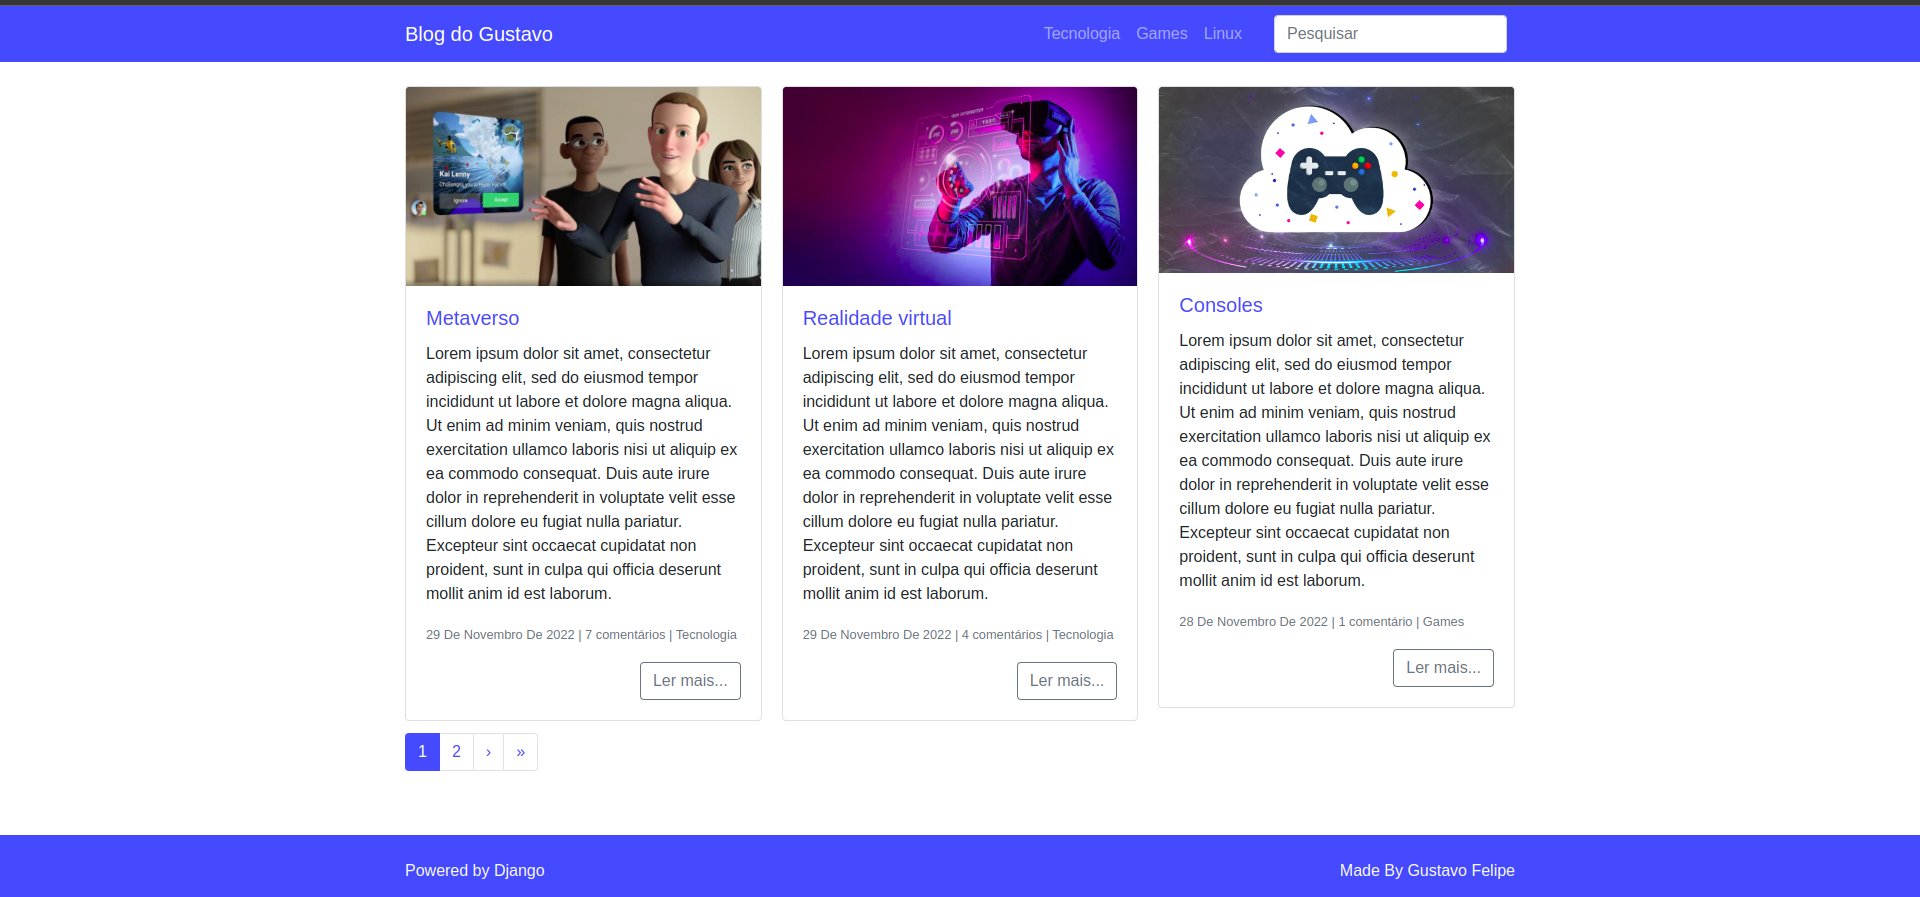 Blog do Gustavo
Tecnologia Games Linux
Pesquisar
Kai Lenny
Ignore
Metaverso
Lorem ipsum dolor sit amet, consectetur
adipiscing elit, sed do eiusmod tempor
incididunt ut labore et dolore magna aliqua.
Ut enim ad minim veniam, quis nostrud
exercitation ullamco laboris nisi ut aliquip ex
ea commodo consequat. Duis aute irure
dolor in reprehenderit in voluptate velit esse
cillum dolore eu fugiat nulla pariatur.
Excepteur sint occaecat cupidatat non
proident, sunt in culpa qui officia deserunt
mollit anim id est laborum.
29 De Novembro De 2022 | 7 comentários | Tecnologia
Ler mais...
FAST
Realidade virtual
Lorem ipsum dolor sit amet, consectetur
adipiscing elit, sed do eiusmod tempor
incididunt ut labore et dolore magna aliqua.
Ut enim ad minim veniam, quis nostrud
exercitation ullamco laboris nisi ut aliquip ex
ea commodo consequat. Duis aute irure
dolor in reprehenderit in voluptate velit esse
cillum dolore eu fugiat nulla pariatur.
Excepteur sint occaecat cupidatat non
proident, sunt in culpa qui officia deserunt
mollit anim id est laborum.
29 De Novembro De 2022 | 4 comentários | Tecnologia
Ler mais...
Consoles
Lorem ipsum dolor sit amet, consectetur
adipiscing elit, sed do eiusmod tempor
incididunt ut labore et dolore magna aliqua.
Ut enim ad minim veniam, quis nostrud
exercitation ullamco laboris nisi ut aliquip ex
ea commodo consequat. Duis aute irure
dolor in reprehenderit in voluptate velit esse
cillum dolore eu fugiat nulla pariatur.
Excepteur sint occaecat cupidatat non
proident, sunt in culpa qui officia deserunt
mollit anim id est laborum.
28 De Novembro De 2022 | 1 comentário | Games
Ler mais...
1 2 › »
Powered by Django
Made By Gustavo Felipe